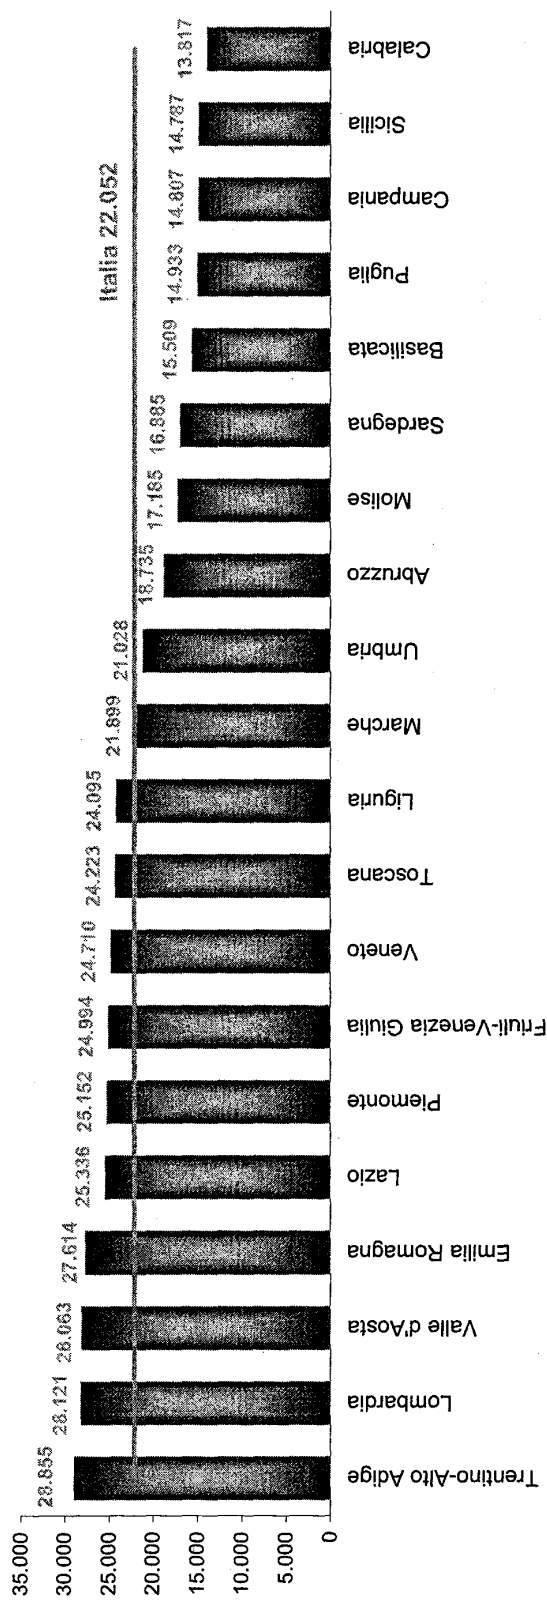 35.000
30.000
25.000
20.000
15.000
10.000
5.000
0
Italia 22.052
28.855
28.121
28.063
27.614
25.336
25.152
24.994
24.710
24.223
24.095
21.899
21.028
18.735
17.185
16.885
15.509
14.933
14.807
14.787
13.817
Trentino-Alto Adige
Lombardia
Valle d'Aosta
Emilia Romagna
Lazio
Piemonte
Friuli-Venezia Giulia
Veneto
Toscana
Liguria
Marche
Umbria
Abruzzo
Molise
Sardegna
Basilicata
Puglia
Campania
Sicilia
Calabria